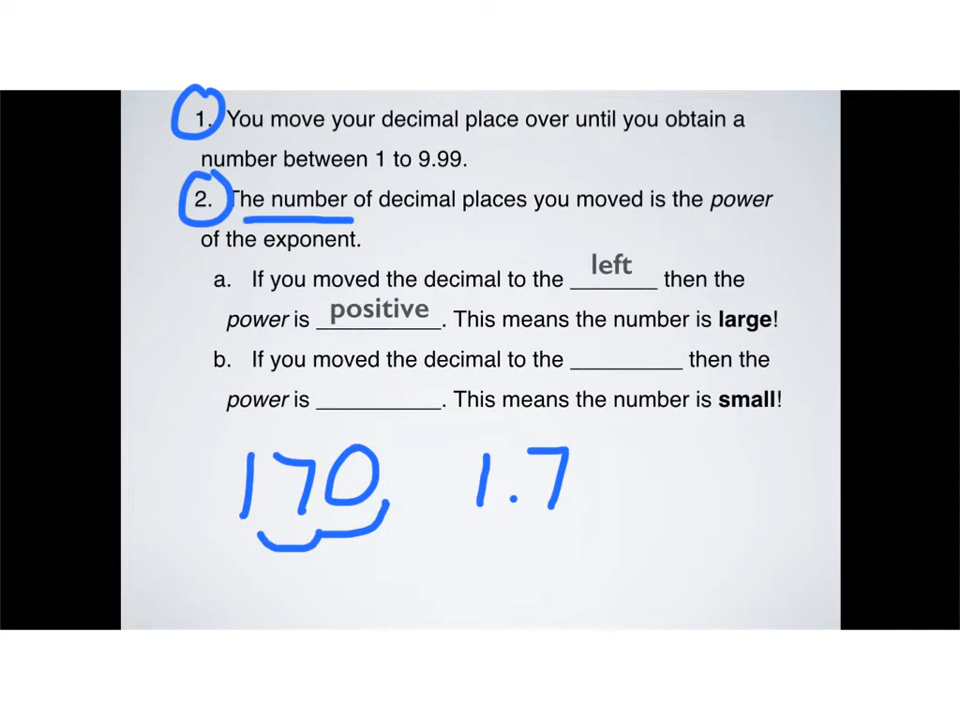 1. You move your decimal place over until you obtain a
number between 1 to 9.99.
2. The number of decimal places you moved is the power
of the exponent.
a. If you moved the decimal to the left then the
power is positive. This means the number is large!
b. If you moved the decimal to the __________ then the
power is ___________. This means the number is small!
170. 1.7